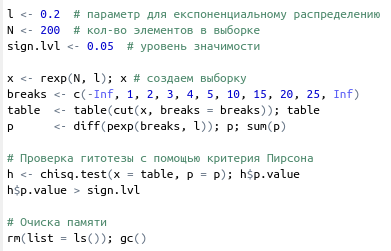 l <- 0.2  # параметр для експоненциальному распределению
N <- 200  # кол-во элементов в выборке
sign.lvl <- 0.05  # уровень значимости
x <- rexp(N, l); x # создаем выборку
breaks <- c(-Inf, 1, 2, 3, 4, 5, 10, 15, 20, 25, Inf)
table  <- table(cut(x, breaks = breaks)); table
p      <- diff(pexp(breaks, l)); p; sum(p)
# Проверка гитотезы с помощью критерия Пирсона
h <- chisq.test(x = table, p = p); h$p.value
h$p.value > sign.lvl
# Очиска памяти
rm(list = ls()); gc()